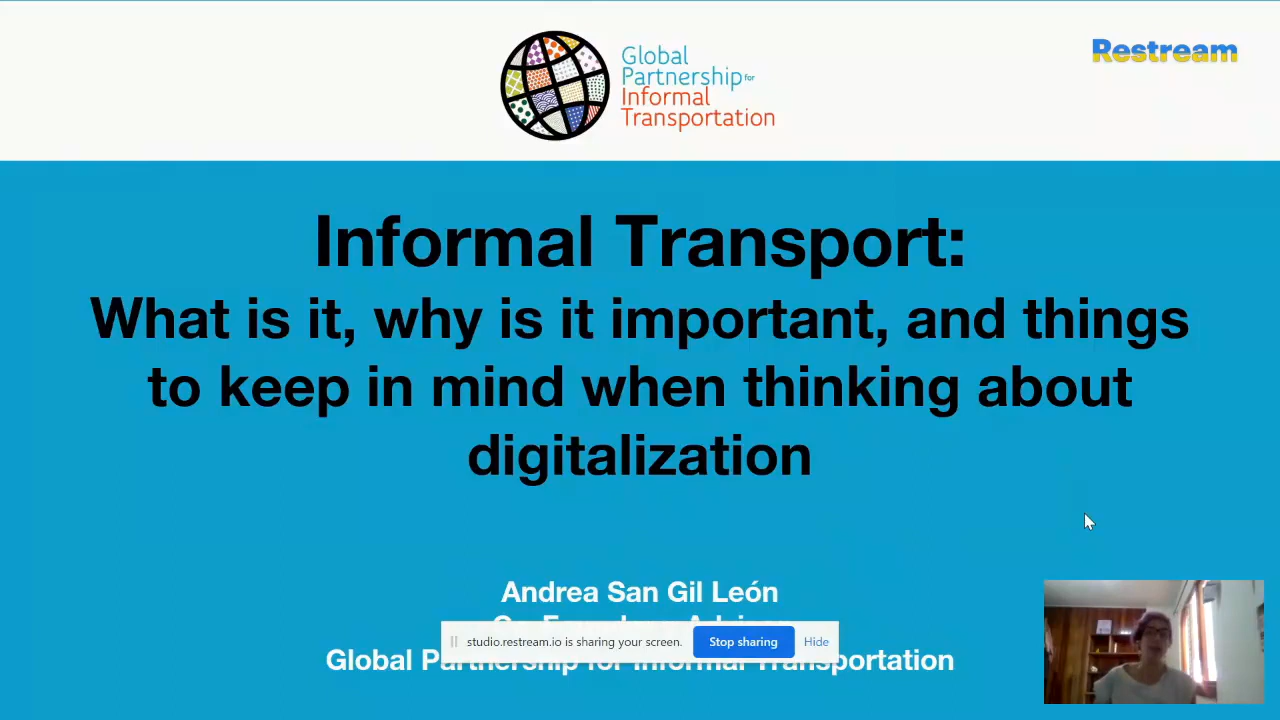 Global
Partnership for
Informal
Transportation
Restream
Informal Transport:
What is it, why is it important, and things
to keep in mind when thinking about
digitalization
Andrea San Gil León
studio.restream.io is sharing your screen.
Stop sharing
Hide
Global Partnership for Informal Transportation